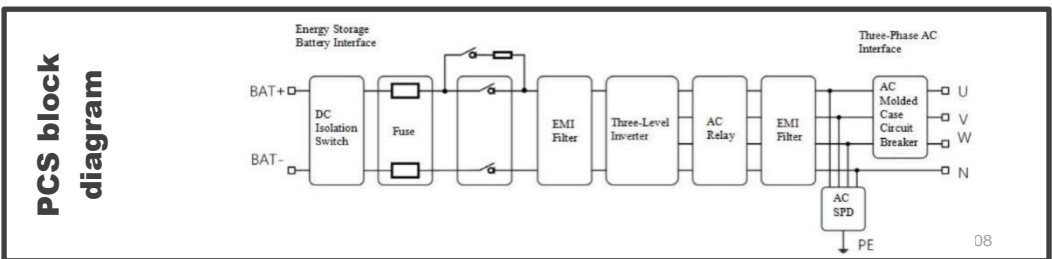 PCS block
diagram
Energy Storage
Battery Interface
Three-Phase AC
Interface
BAT+
BAT-
DC
Isolation
Switch
Fuse
EMI
Filter
Three-Level
Inverter
AC
Relay
EMI
Filter
AC
Molded
Case
Circuit
Breaker
U
V
W
N
AC
SPD
PE
08